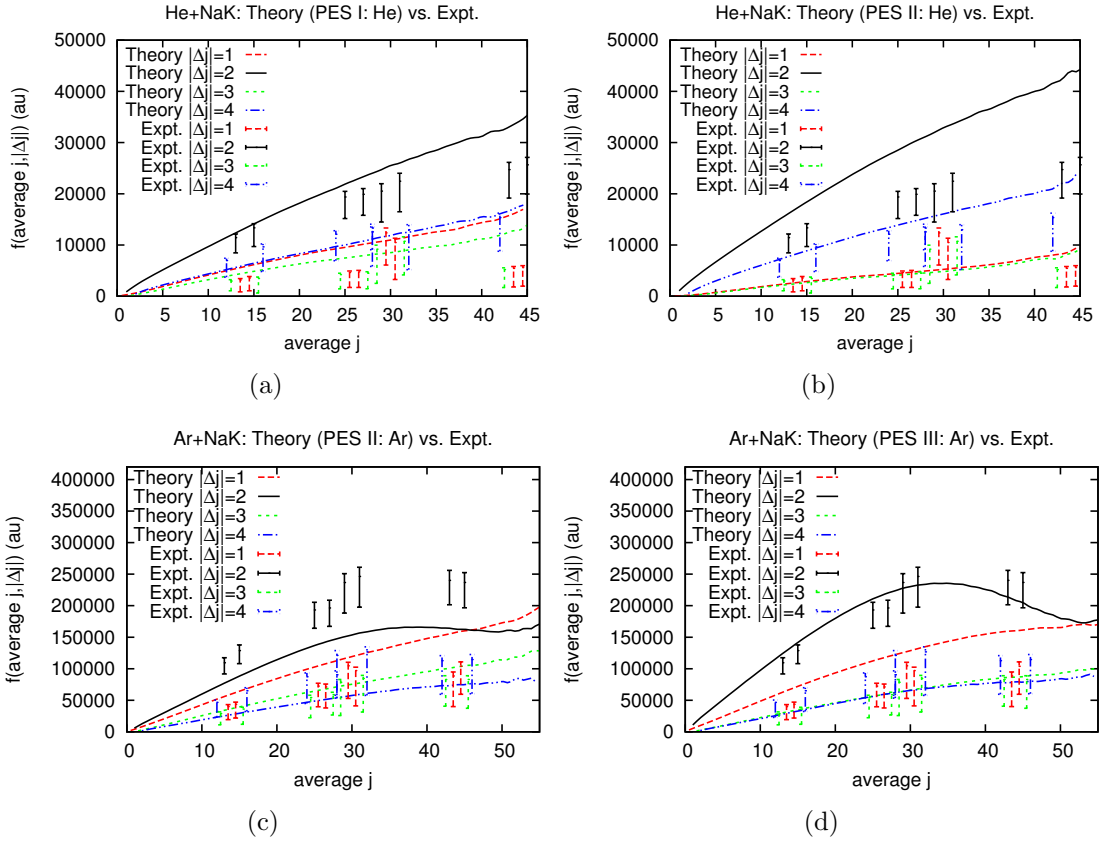 He+NaK: Theory (PES I: He) vs. Expt.
50000
40000
30000
20000
10000
0
f(average j,|Δj|) (au)
Theory |Δj|=1
Theory |Δj|=2
Theory |Δj|=3
Theory |Δj|=4
Expt. |Δj|=1
Expt. |Δj|=2
Expt. |Δj|=3
Expt. |Δj|=4
0 5 10 15 20 25 30 35 40 45
average j
(a)
He+NaK: Theory (PES II: He) vs. Expt.
50000
40000
30000
20000
10000
0
f(average j,|Δj|) (au)
Theory |Δj|=1
Theory |Δj|=2
Theory |Δj|=3
Theory |Δj|=4
Expt. |Δj|=1
Expt. |Δj|=2
Expt. |Δj|=3
Expt. |Δj|=4
0 5 10 15 20 25 30 35 40 45
average j
(b)
Ar+NaK: Theory (PES II: Ar) vs. Expt.
400000
350000
300000
250000
200000
150000
100000
50000
0
f(average j,|Δj|) (au)
Theory |Δj|=1
Theory |Δj|=2
Theory |Δj|=3
Theory |Δj|=4
Expt. |Δj|=1
Expt. |Δj|=2
Expt. |Δj|=3
Expt. |Δj|=4
0 10 20 30 40 50
average j
(c)
Ar+NaK: Theory (PES III: Ar) vs. Expt.
400000
350000
300000
250000
200000
150000
100000
50000
0
f(average j,|Δj|) (au)
Theory |Δj|=1
Theory |Δj|=2
Theory |Δj|=3
Theory |Δj|=4
Expt. |Δj|=1
Expt. |Δj|=2
Expt. |Δj|=3
Expt. |Δj|=4
0 10 20 30 40 50
average j
(d)